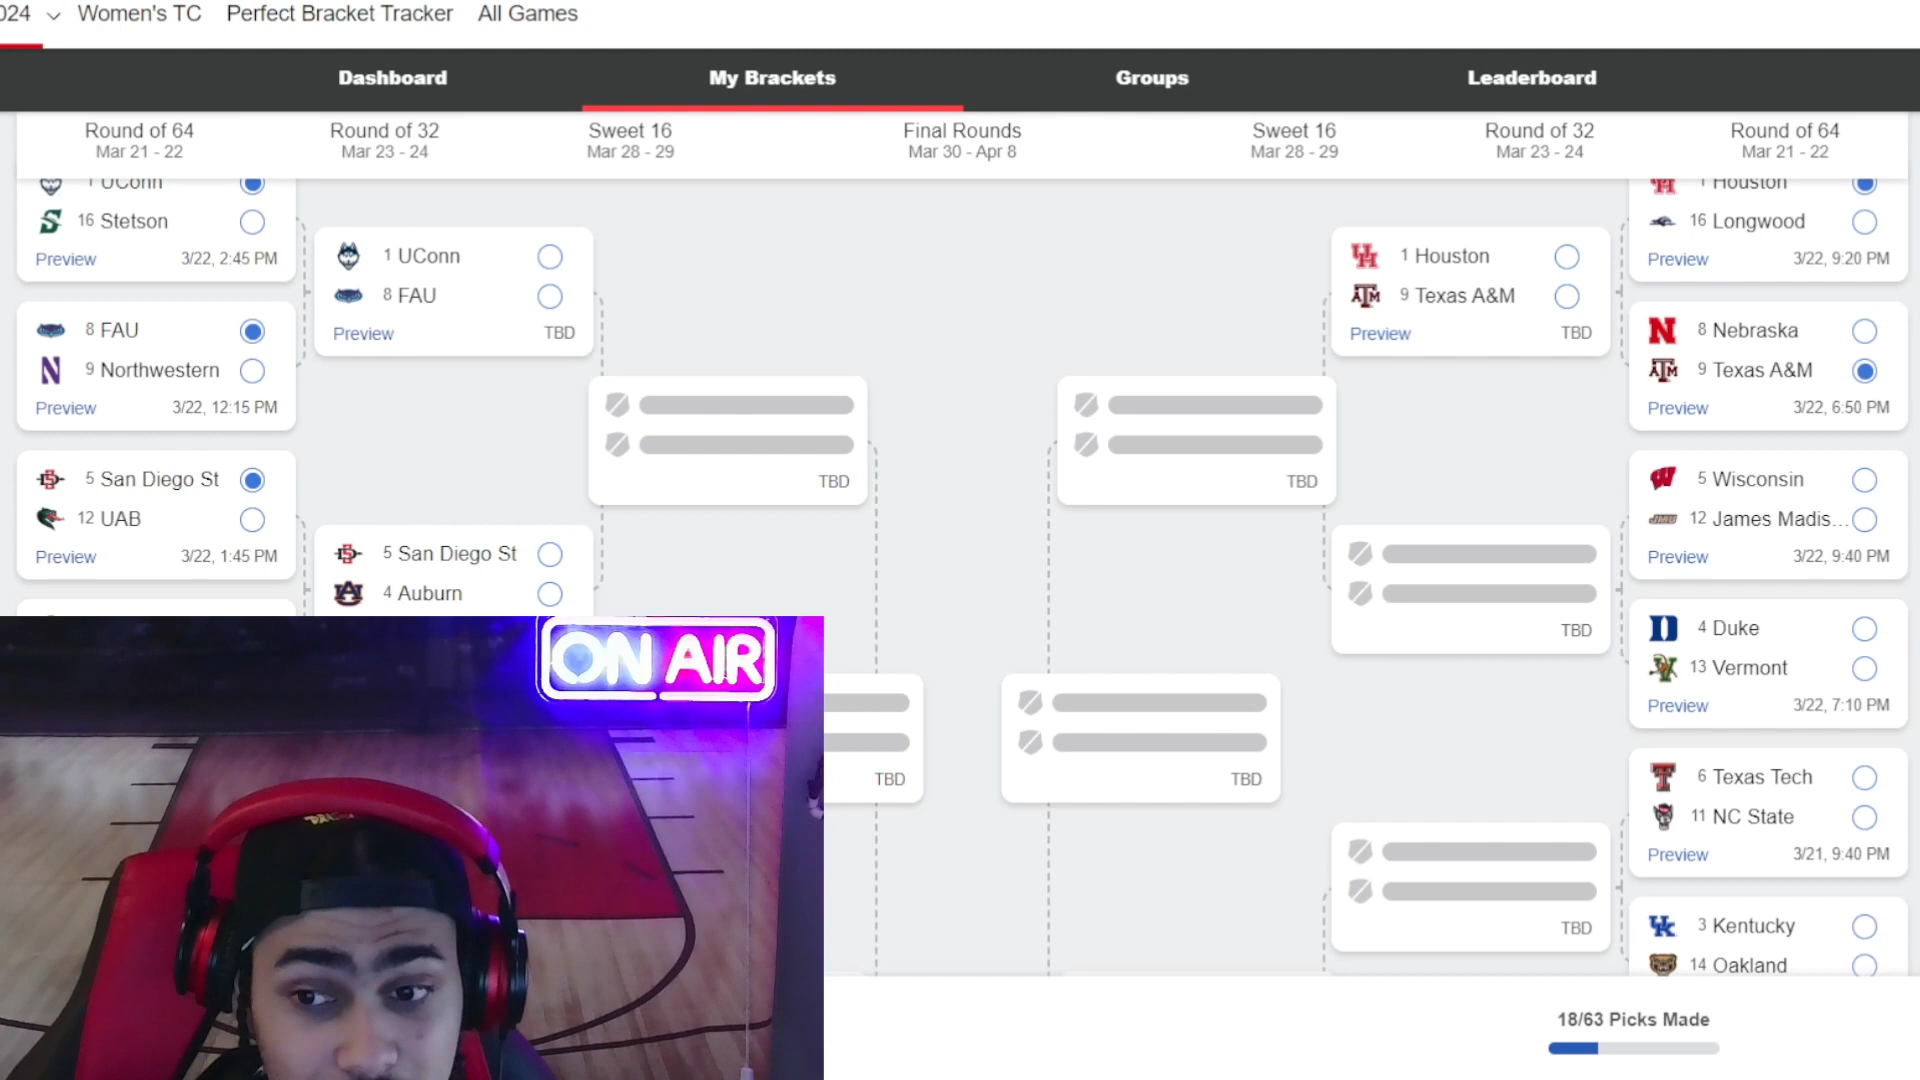 024 Women's TC Perfect Bracket Tracker All Games
Dashboard My Brackets Groups Leaderboard
Round of 64 Round of 32 Sweet 16 Final Rounds Sweet 16 Round of 32 Round of 64
Mar 21 - 22 Mar 23 - 24 Mar 28 - 29 Mar 30 - Apr 8 Mar 28 - 29 Mar 23 - 24 Mar 21 - 22
1 UConn
16 Stetson
Preview 3/22, 2:45 PM
8 FAU
9 Northwestern
Preview 3/22, 12:15 PM
5 San Diego St
12 UAB
Preview 3/22, 1:45 PM
1 UConn
8 FAU
Preview TBD
5 San Diego St
4 Auburn
TBD
TBD
TBD
TBD
1 Houston
9 Texas A&M
Preview TBD
TBD
TBD
1 Houston
16 Longwood
Preview 3/22, 9:20 PM
8 Nebraska
9 Texas A&M
Preview 3/22, 6:50 PM
5 Wisconsin
12 James Madis...
Preview 3/22, 9:40 PM
4 Duke
13 Vermont
Preview 3/22, 7:10 PM
6 Texas Tech
11 NC State
Preview 3/21, 9:40 PM
3 Kentucky
14 Oakland
18/63 Picks Made
ON AIR